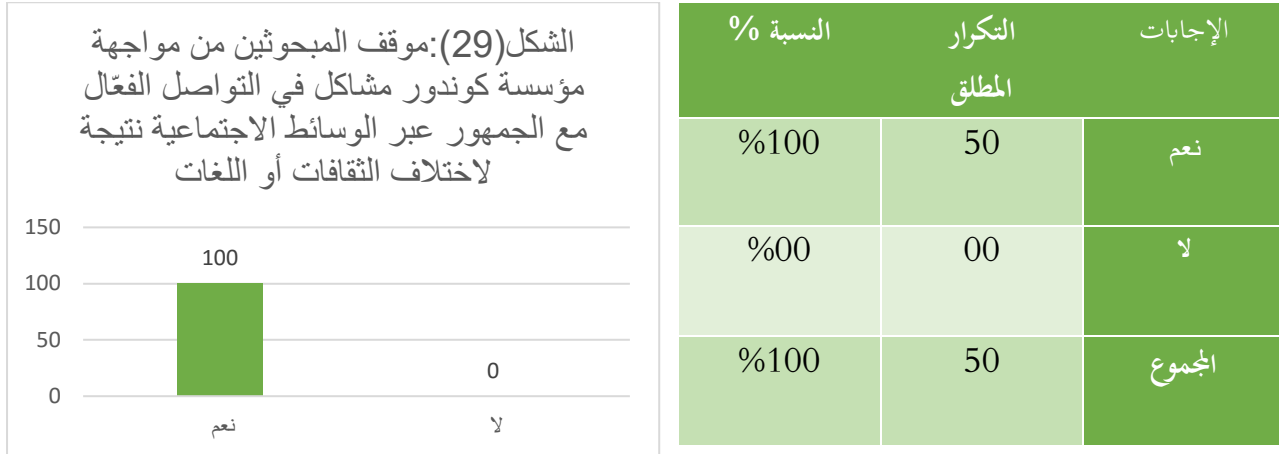 الشكل(29):موقف المبحوثين من مواجهة
مؤسسة كوندور مشاكل في التواصل الفعّال
مع الجمهور عبر الوسائط الاجتماعية نتيجة
لاختلاف الثقافات أو اللغات
150
100
50
0
100
0
نعم
لا
الإجابات
التكرار المطلق
النسبة %
نعم
50
%100
لا
00
%00
المجموع
50
%100